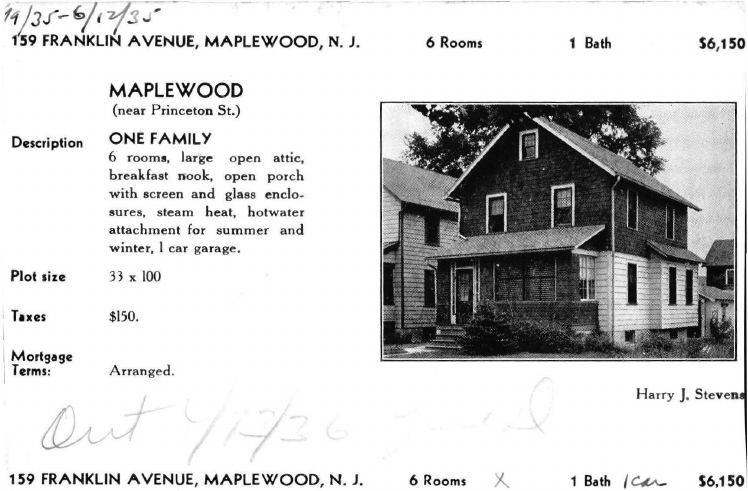 19/35-6/12/35
159 FRANKLIN AVENUE, MAPLEWOOD, N. J. 6 Rooms 1 Bath $6,150
MAPLEWOOD
(near Princeton St.)
Description ONE FAMILY
6 rooms, large open attic,
breakfast nook, open porch
with screen and glass enclo-
sures, steam heat, hotwater
attachment for summer and
winter, 1 car garage.
Plot size 33 x 100
Taxes $150.
Mortgage
Terms: Arranged.
Harry J. Stevens
Out 4/17/36
159 FRANKLIN AVENUE, MAPLEWOOD, N. J. 6 Rooms X 1 Bath 1 car $6,150